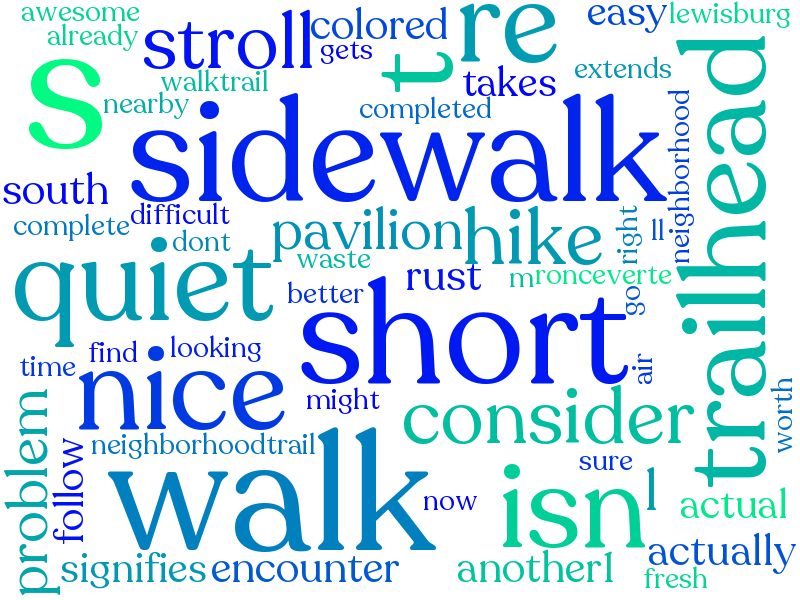 awesome
already
stroll
colored
gets
t
re
easy
lewisburg
s
walktrail
nearby
takes
extends
completed
sidewalk
trailhead
neighborhood
south
complete
difficult
dont
pavilion
hike
right
ll
quiet
waste
better
rust
m
ronceverte
go
short
time
find
looking
nice
might
air
consider
worth
problem
follow
neighborhoodtrail
walk
now
sure
isn
l
actual
signifies
encounter
anotherl
actually
fresh